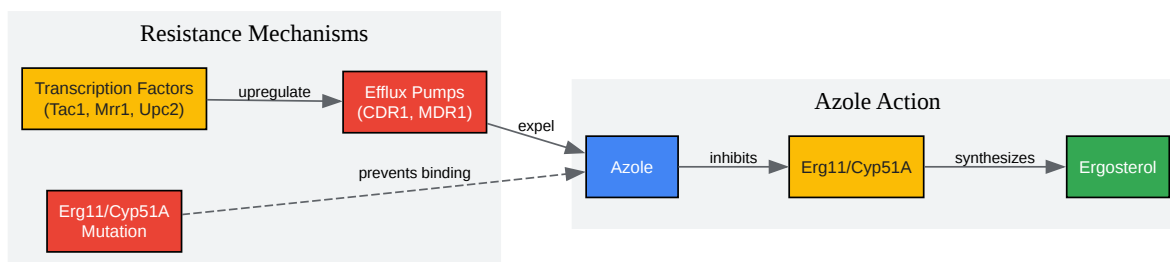 Resistance Mechanisms
Transcription Factors
(Tac1, Mrr1, Upc2)
upregulate
Efflux Pumps
(CDR1, MDR1)
expel
Erg11/Cyp51A
Mutation
prevents binding
Azole Action
Azole
inhibits
Erg11/Cyp51A
synthesizes
Ergosterol